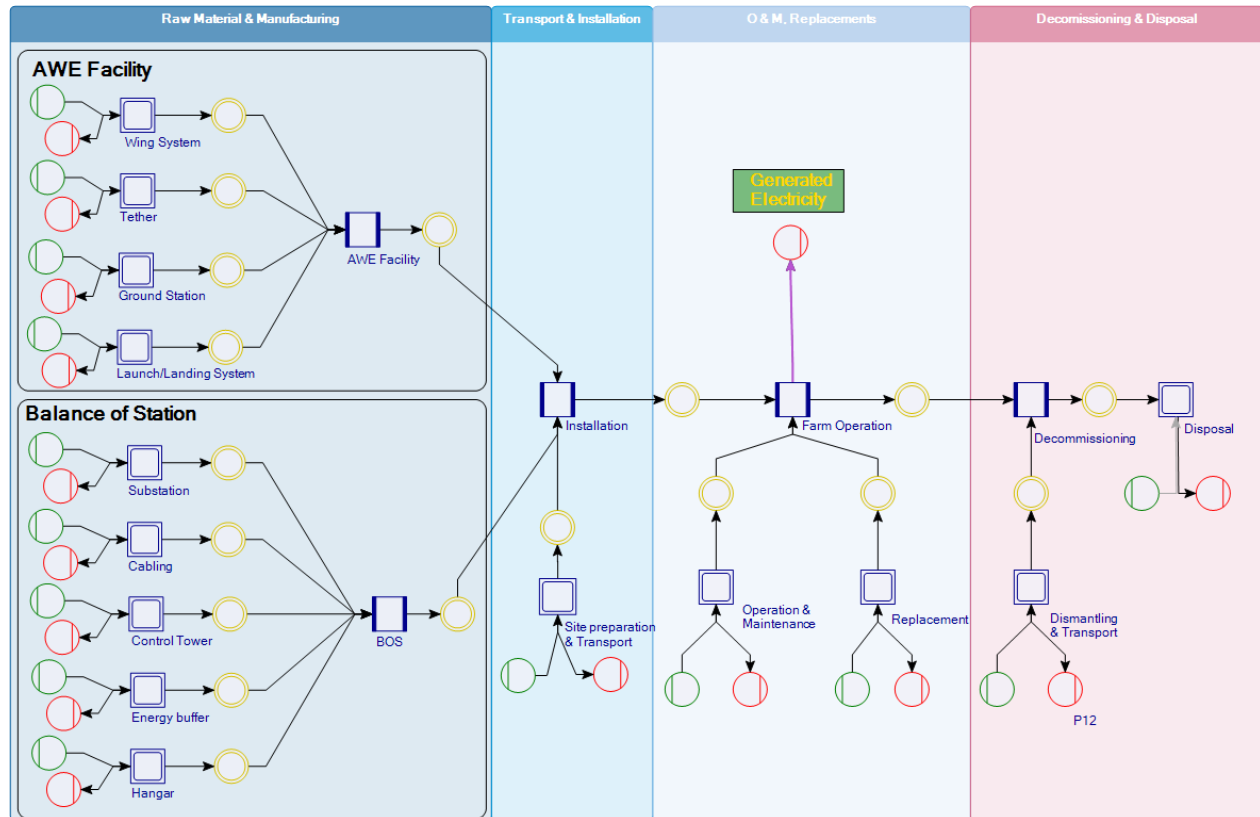 Raw Material & Manufacturing
Transport & Installation
O & M, Replacements
Decomissioning & Disposal
AWE Facility
Wing System
Tether
AWE Facility
Ground Station
Launch/Landing System
Generated
Electricity
Balance of Station
Substation
Cabling
Control Tower
BOS
Energy buffer
Hangar
Installation
Site preparation
& Transport
Farm Operation
Operation &
Maintenance
Replacement
Decommissioning
Disposal
Dismantling
& Transport
P12